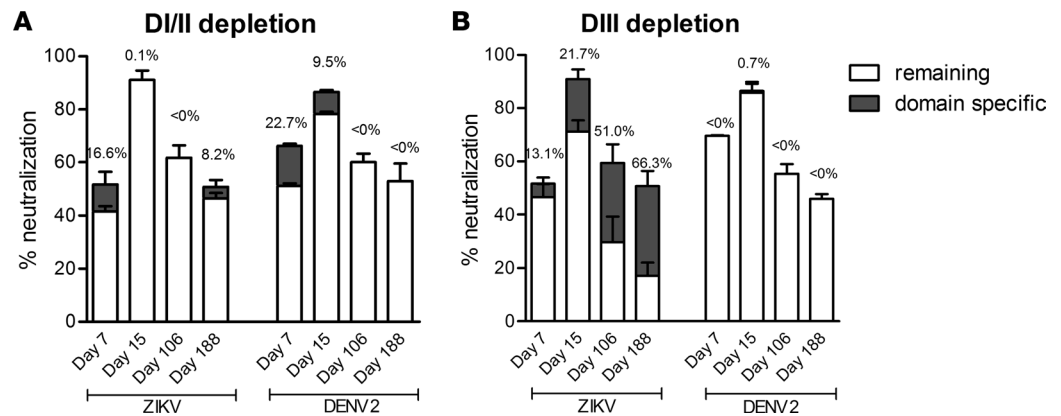 A
DI/II depletion
% neutralization
100
80
60
40
20
0
16.6%
0.1%
<0%
8.2%
22.7%
9.5%
<0%
<0%
Day 7
Day 15
Day 106
Day 188
Day 7
Day 15
Day 106
Day 188
ZIKV
DENV2
B
DIII depletion
% neutralization
100
80
60
40
20
0
13.1%
21.7%
51.0%
66.3%
<0%
0.7%
<0%
<0%
Day 7
Day 15
Day 106
Day 188
Day 7
Day 15
Day 106
Day 188
ZIKV
DENV2
remaining
domain specific